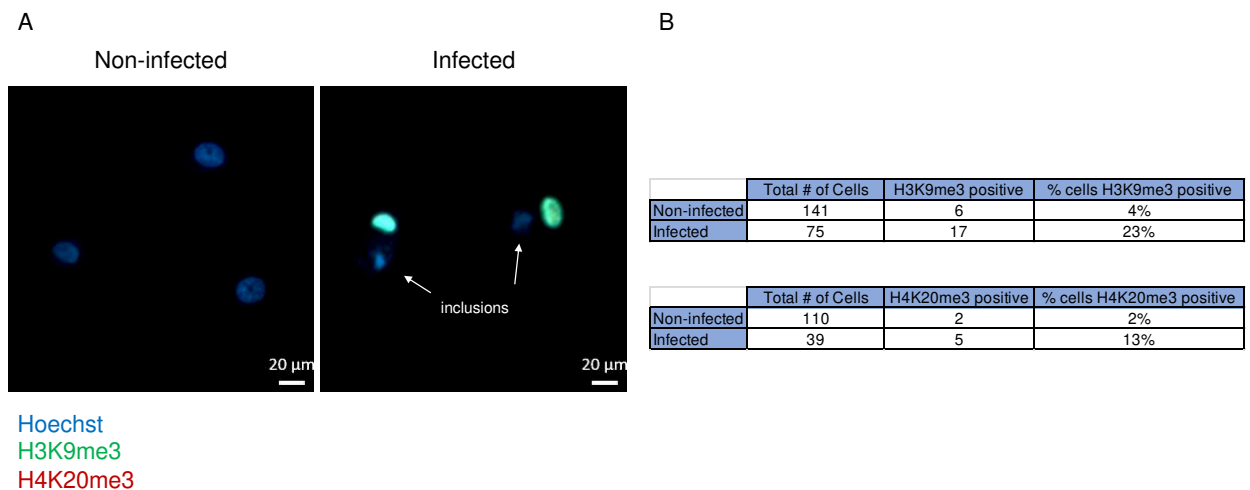 A
B
Non-infected
Infected
inclusions
20 µm
20 µm
Hoechst
H3K9me3
H4K20me3
Total # of Cells H3K9me3 positive % cells H3K9me3 positive
Non-infected 141 6 4%
Infected 75 17 23%
Total # of Cells H4K20me3 positive % cells H4K20me3 positive
Non-infected 110 2 2%
Infected 39 5 13%